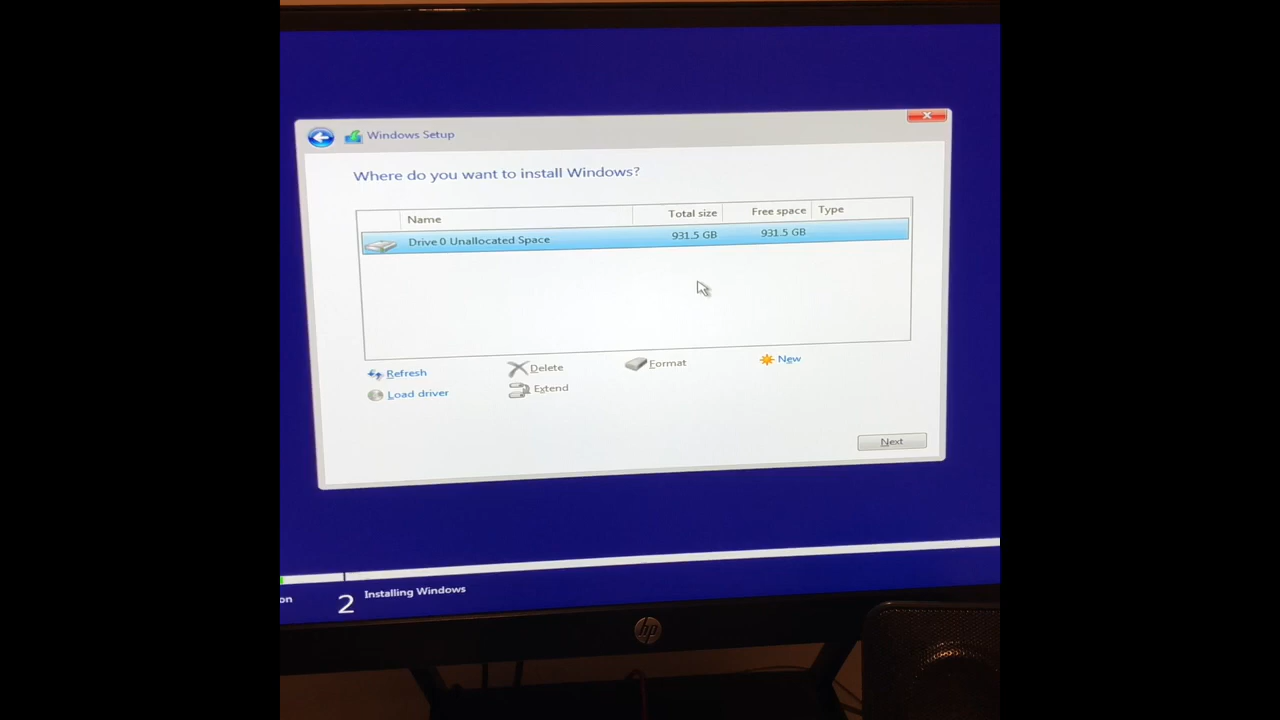 Windows Setup
Where do you want to install Windows?
Name Total size Free space Type
Drive 0 Unallocated Space 931.5 GB 931.5 GB
Refresh Delete Format New
Load driver Extend
Next
on 2 Installing Windows
hp